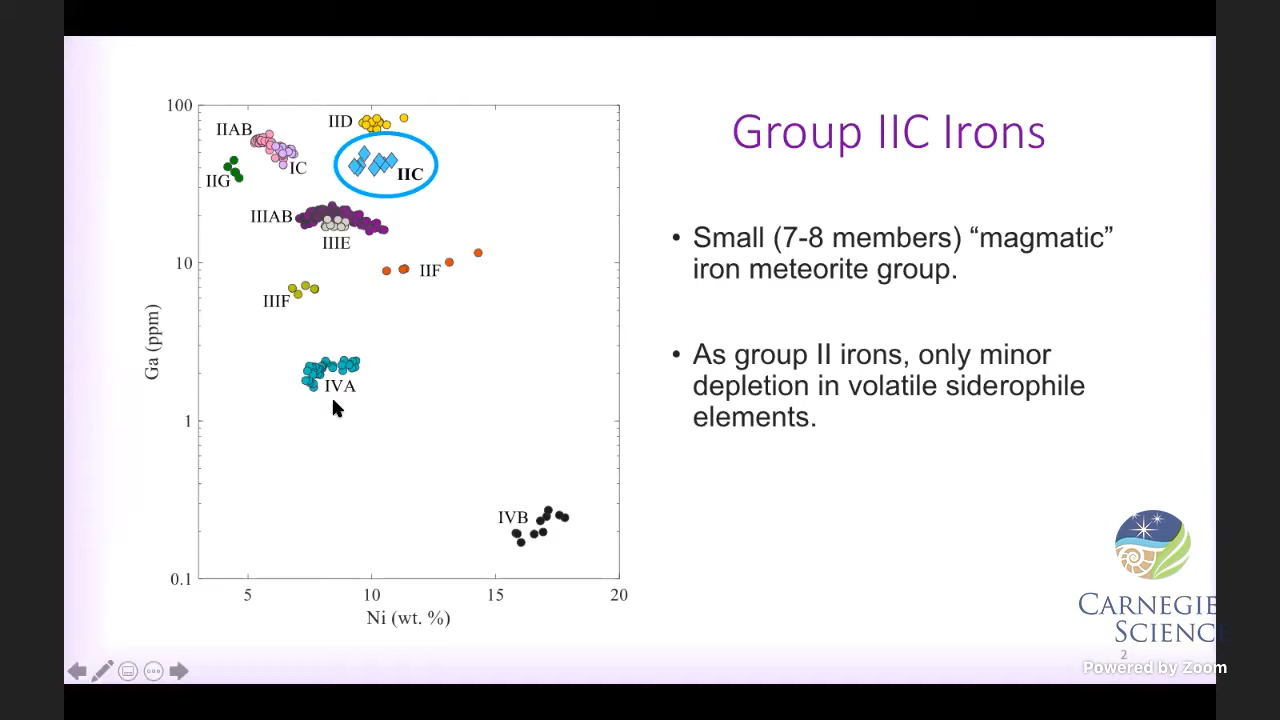 Group IIC Irons
100
10
1
0.1
Ga (ppm)
5 10 15 20
Ni (wt. %)
IIAB
IID
IC
IIC
IIG
IIIAB
IIIE
IIF
IIIF
IVA
IVB
• Small (7-8 members) “magmatic”
iron meteorite group.
• As group II irons, only minor
depletion in volatile siderophile
elements.
CARNEGIE
SCIENCE
2
Powered by Zoom